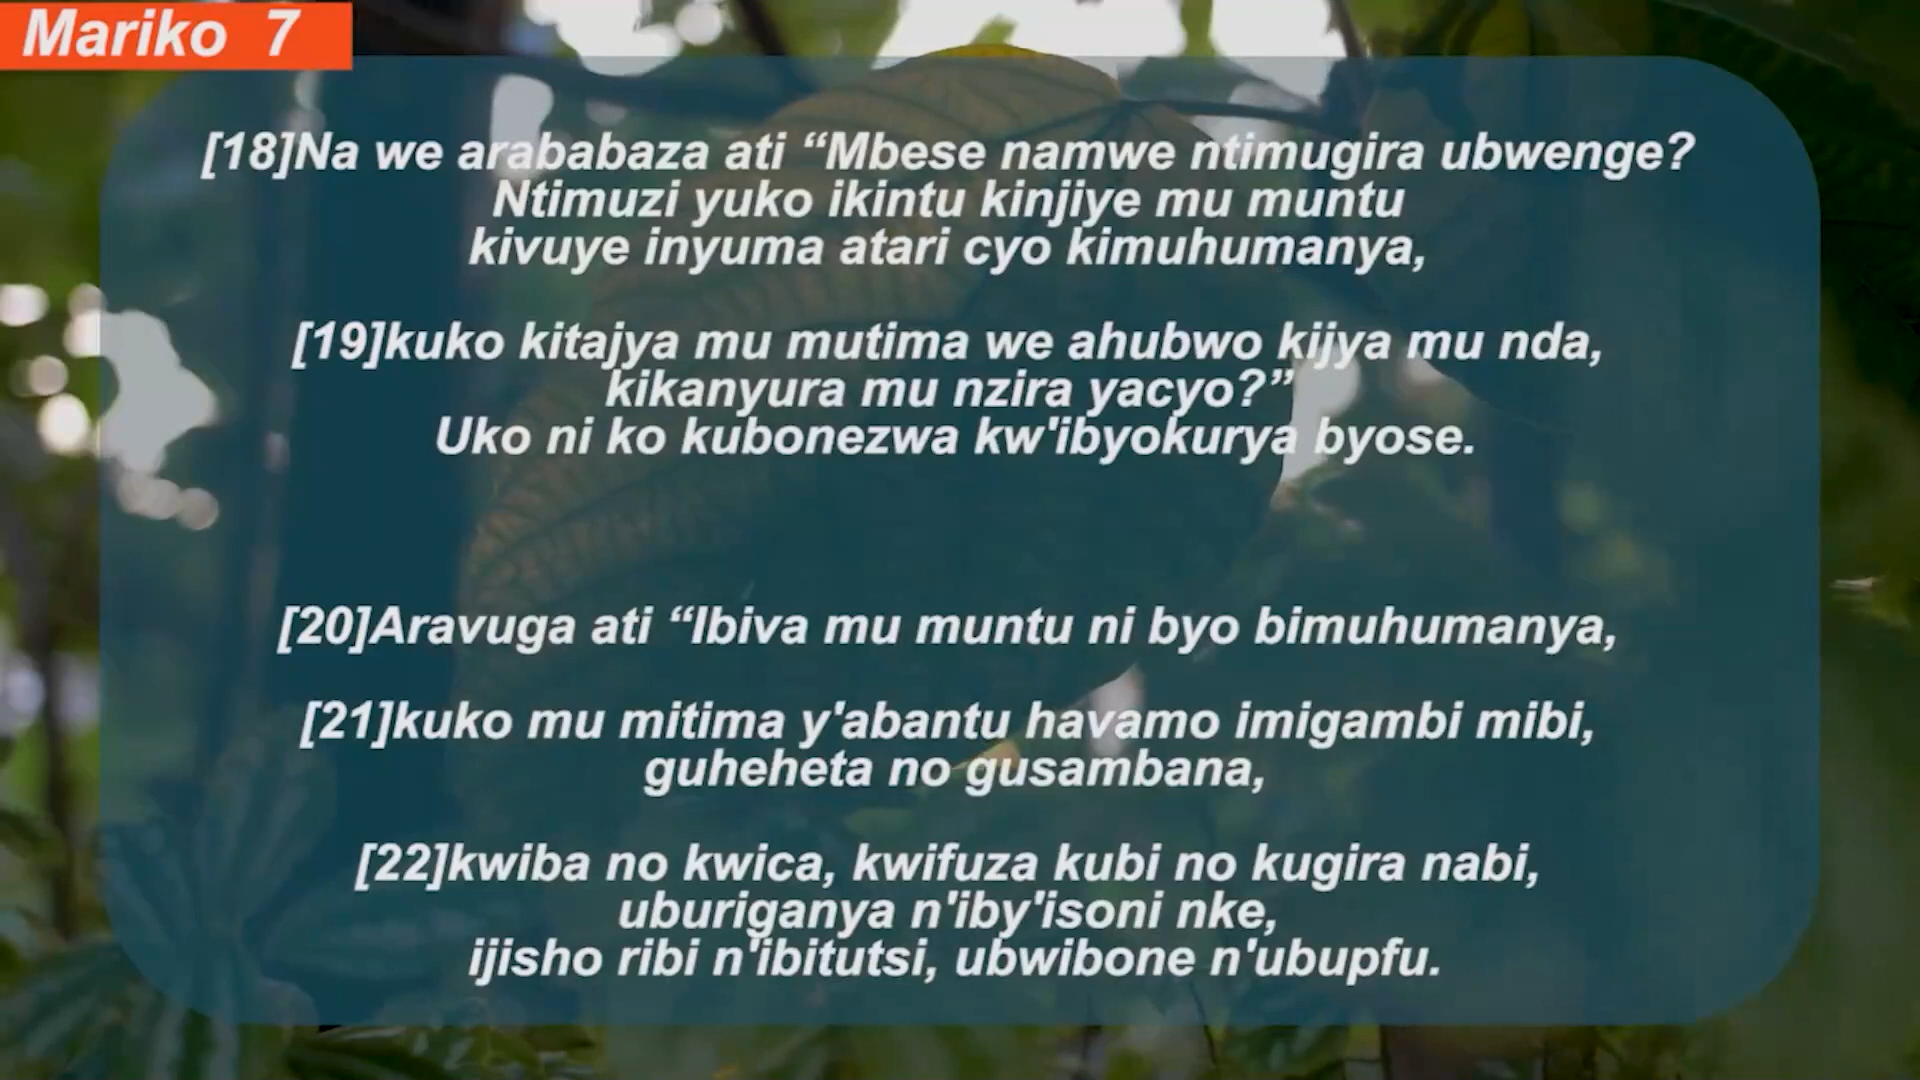 Mariko 7
[18]Na we arababaza ati “Mbese namwe ntimugira ubwenge?
Ntimuzi yuko ikintu kinjiye mu muntu
kivuye inyuma atari cyo kimuhumanya,
[19]kuko kitajya mu mutima we ahubwo kijya mu nda,
kikanyura mu nzira yacyo?”
Uko ni ko kubonezwa kw'ibyokurya byose.
[20]Aravuga ati “Ibiva mu muntu ni byo bimuhumanya,
[21]kuko mu mitima y'abantu havamo imigambi mibi,
guheheta no gusambana,
[22]kwiba no kwica, kwifuza kubi no kugira nabi,
uburiganya n'iby'isoni nke,
ijisho ribi n'ibitutsi, ubwibone n'ubupfu.